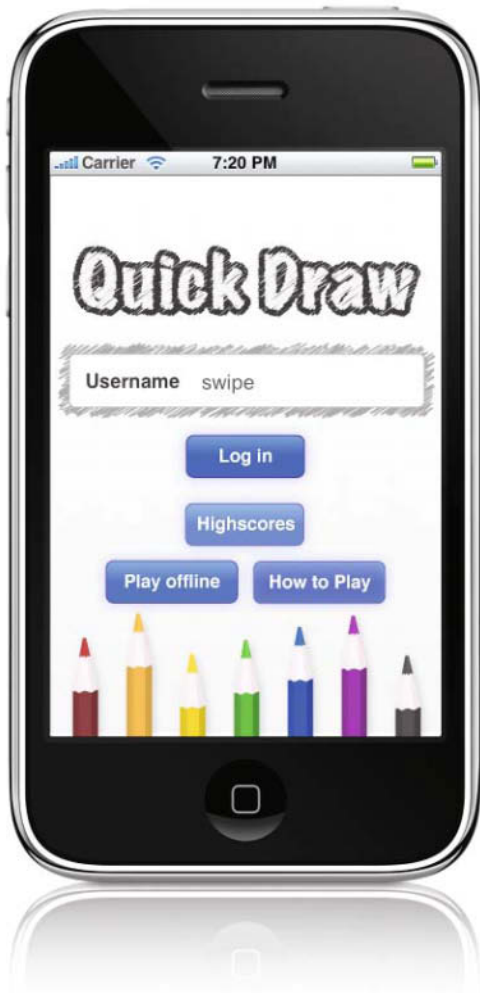 Carrier 7:20 PM
Quick Draw
Username swipe
Log in
Highscores
Play offline How to Play